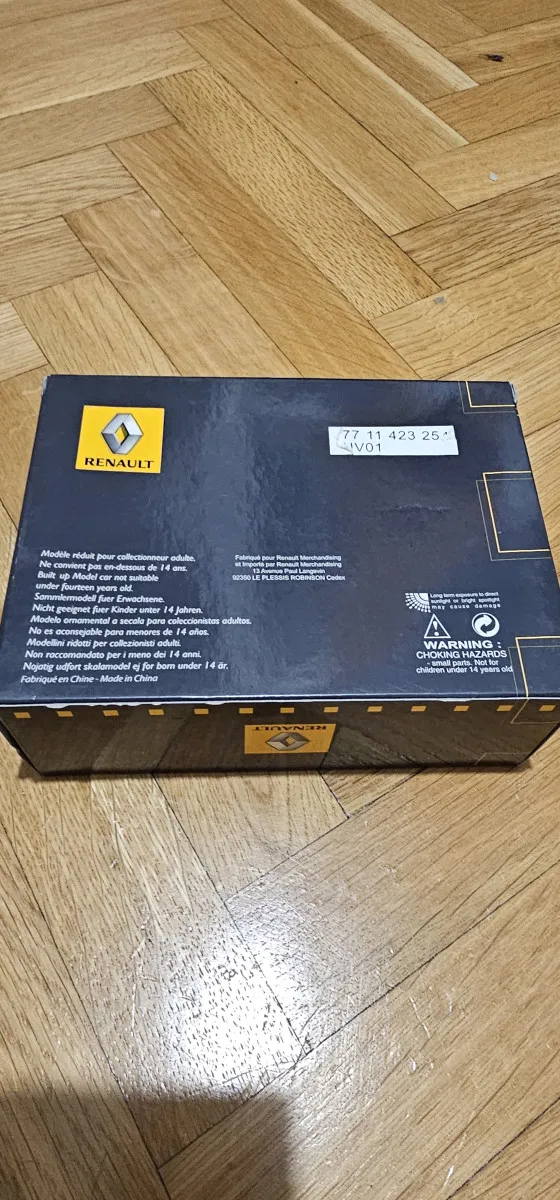 RENAULT
77 11 423 25
V01
Modèle réduit pour collectionneur adulte.
Ne convient pas en-dessous de 14 ans.
Built up Model car not suitable
under fourteen years old.
Sammlermodell fuer Erwachsene.
Nicht geeignet fuer Kinder unter 14 Jahren.
Modelo ornamental a secala para coleccionistas adultos.
No es aconsejable para menores de 14 años.
Modellini ridotti per collezionisti adulti.
Non raccomandato per i meno dei 14 anni.
Nojatig udfort skalamodel ej for born under 14 är.
Fabriqué en Chine - Made in China
Fabriqué pour Renault Merchandising
et Importé par Renault Merchandising
13 Avenue Paul Langevin
92350 LE PLESSIS ROBINSON Cedex
Long term exposure to direct
sunlight or bright spotlight
may cause damage
WARNING :
CHOKING HAZARDS
- small parts. Not for
children under 14 years old
RENAULT